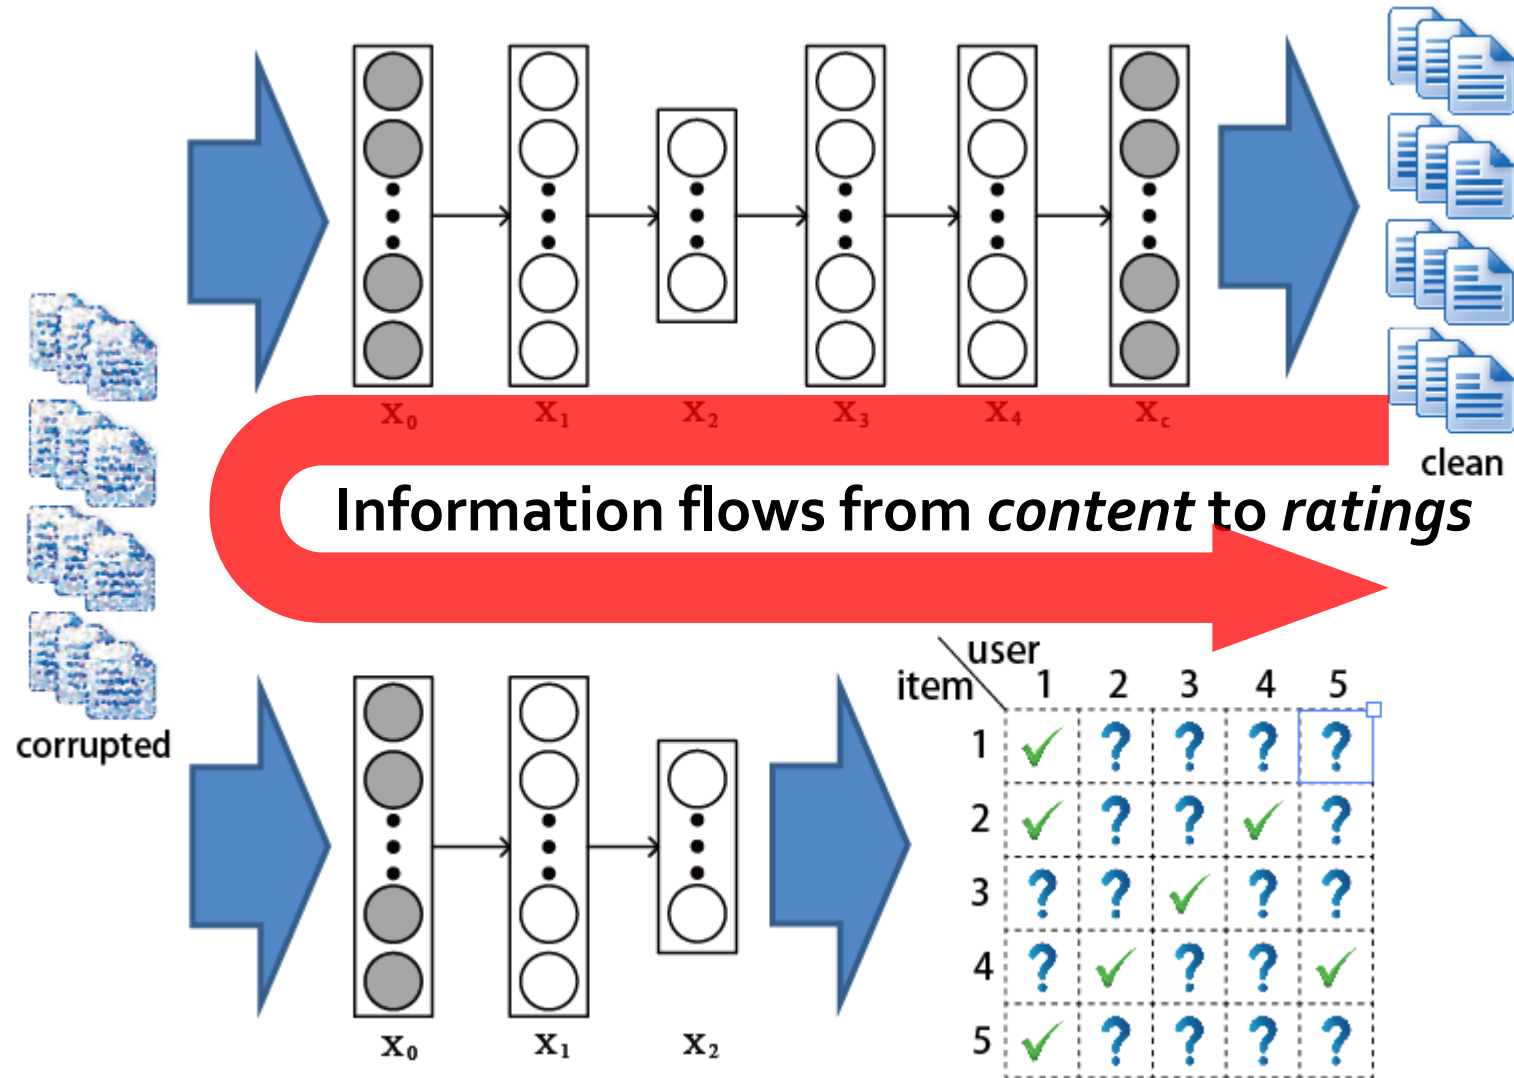 X0 X1 X2 X3 X4 Xc
clean
Information flows from content to ratings
corrupted
user
item 1 2 3 4 5
1 ✓ ? ? ? ?
2 ✓ ? ? ✓ ?
3 ? ? ✓ ? ?
4 ? ✓ ? ? ✓
5 ✓ ? ? ? ?
X0 X1 X2